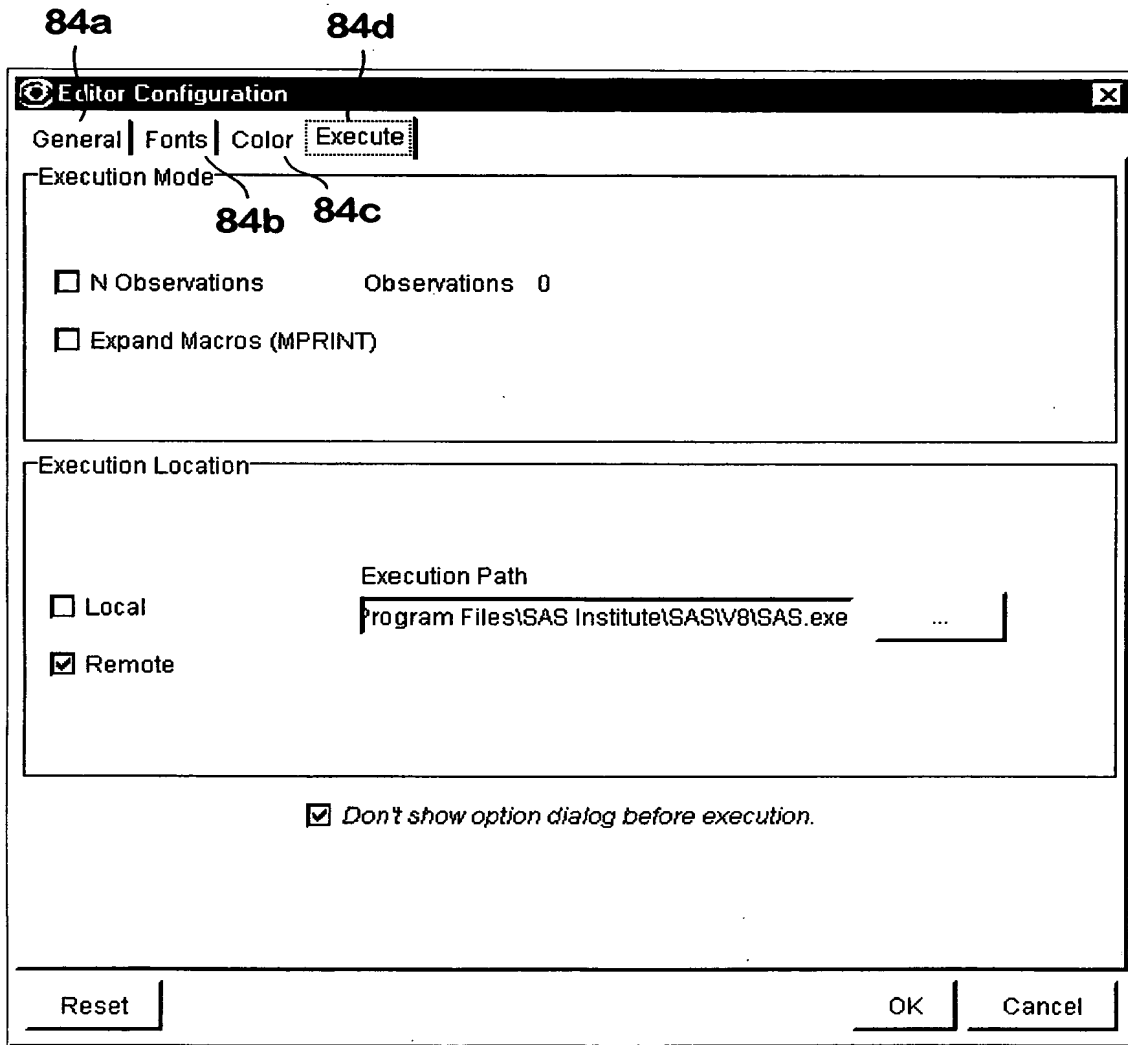 84a 84d
Editor Configuration
General Fonts Color Execute
Execution Mode
84b 84c
N Observations Observations 0
Expand Macros (MPRINT)
Execution Location
Execution Path
Local Program Files\SAS Institute\SAS\V8\SAS.exe ...
Remote
Don't show option dialog before execution.
Reset OK Cancel